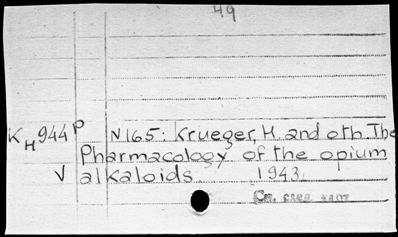 49
KH944P N165: Krueger, H. and oth. The
Pharmacology of the opium
V alkaloids. 1943.